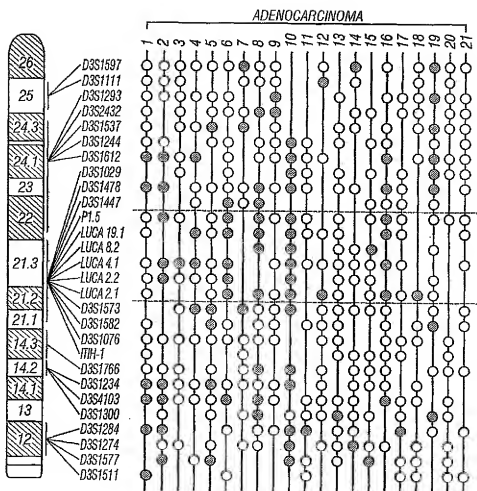 ADENOCARCINOMA
1 2 3 4 5 6 7 8 9 10 11 12 13 14 15 16 17 18 19 20 21
26
25
24.3
24.1
23
22
21.3
21.2
21.1
14.3
14.2
14.1
13
12
D3S1597
D3S1111
D3S1293
D3S2432
D3S1537
D3S1244
D3S1612
D3S1029
D3S1478
D3S1447
P1.5
LUCA 19.1
LUCA 8.2
LUCA 4.1
LUCA 2.2
LUCA 2.1
D3S1573
D3S1582
D3S1076
ITIH-1
D3S1766
D3S1234
D3S4103
D3S1300
D3S1284
D3S1274
D3S1577
D3S1511